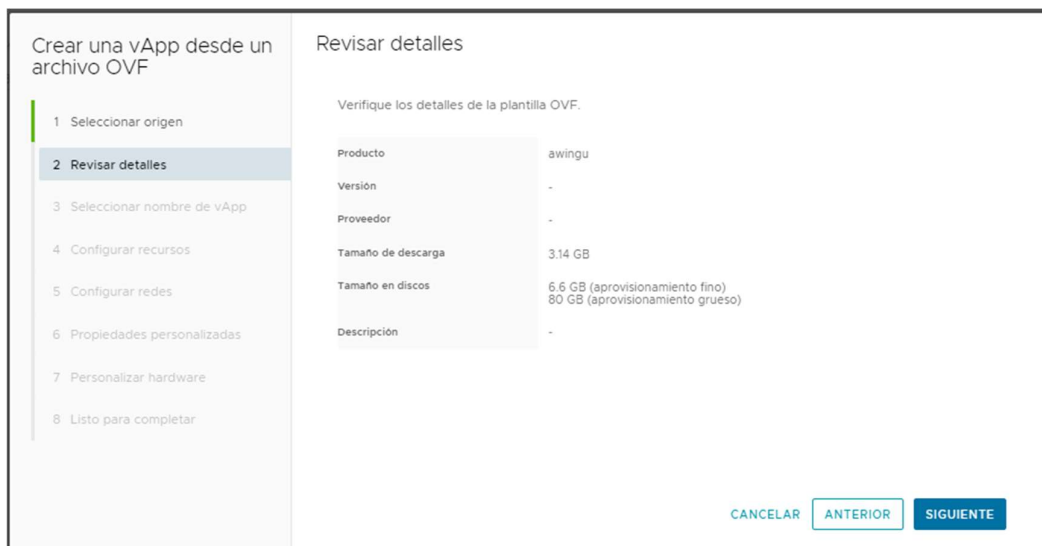 Crear una vApp desde un
archivo OVF
1 Seleccionar origen
2 Revisar detalles
3 Seleccionar nombre de vApp
4 Configurar recursos
5 Configurar redes
6 Propiedades personalizadas
7 Personalizar hardware
8 Listo para completar
Revisar detalles
Verifique los detalles de la plantilla OVF.
Producto awingu
Versión -
Proveedor -
Tamaño de descarga 3.14 GB
Tamaño en discos 6.6 GB (aprovisionamiento fino)
80 GB (aprovisionamiento grueso)
Descripción -
CANCELAR ANTERIOR SIGUIENTE